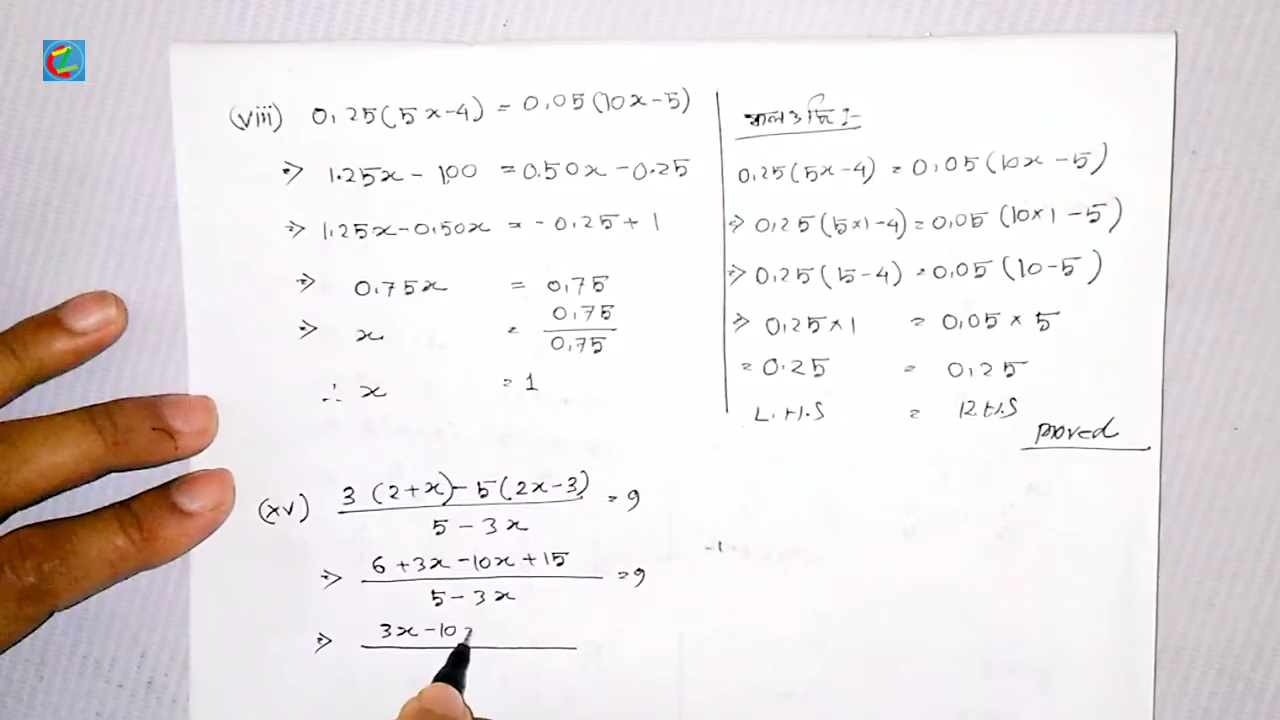 (viii) 0.25(5x-4) = 0.05(10x-5)
⇒ 1.25x - 1.00 = 0.50x - 0.25
⇒ 1.25x - 0.50x = - 0.25 + 1
⇒ 0.75x = 0.75
⇒ x = 0.75 / 0.75
∴ x = 1
0.25(5x-4) = 0.05(10x-5)
⇒ 0.25(5×1-4) = 0.05(10×1-5)
⇒ 0.25(5-4) = 0.05(10-5)
⇒ 0.25×1 = 0.05×5
= 0.25 = 0.25
L.H.S = R.H.S
proved
(xv) 3(2+x)-5(2x-3) / 5-3x = 9
⇒ 6+3x-10x+15 / 5-3x = 9
⇒ 3x-10